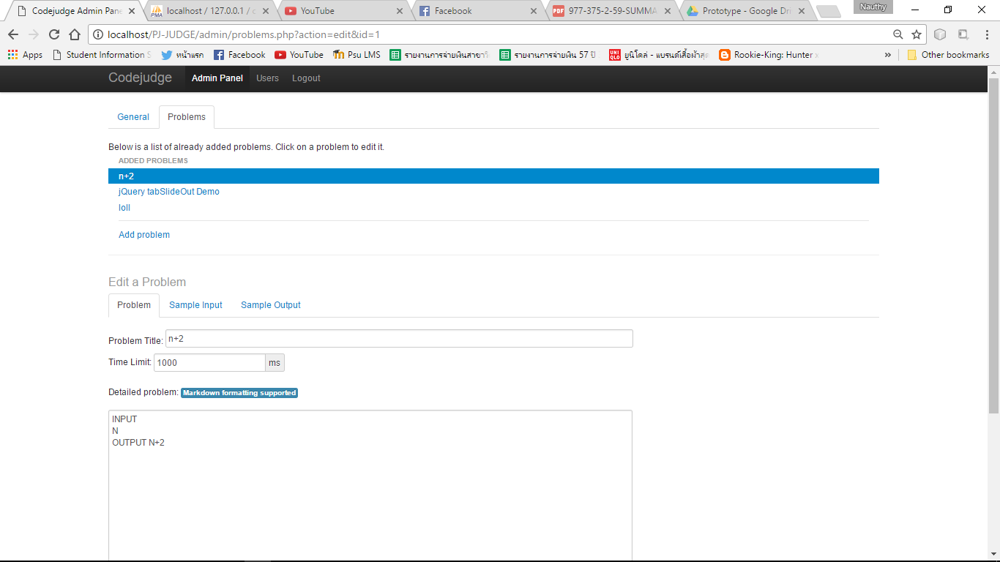 Codejudge Admin Pane
localhost / 127.0.0.1 / c
YouTube
Facebook
PDF 977-375-2-59-SUMMA
Prototype - Google Dri
Nauthy
localhost/PJ-JUDGE/admin/problems.php?action=edit&id=1
Apps Student Information S หน้าแรก Facebook YouTube Psu LMS รายงานการจ่ายเงินสาขาวิ รายงานการจ่ายเงิน 57 ปี ยูนิโคล่ - แบรนด์เสื้อผ้าสุด Rookie-King: Hunter x » Other bookmarks
Codejudge Admin Panel Users Logout
General Problems
Below is a list of already added problems. Click on a problem to edit it.
ADDED PROBLEMS
n+2
jQuery tabSlideOut Demo
loll
Add problem
Edit a Problem
Problem Sample Input Sample Output
Problem Title: n+2
Time Limit: 1000 ms
Detailed problem: Markdown formatting supported
INPUT
N
OUTPUT N+2